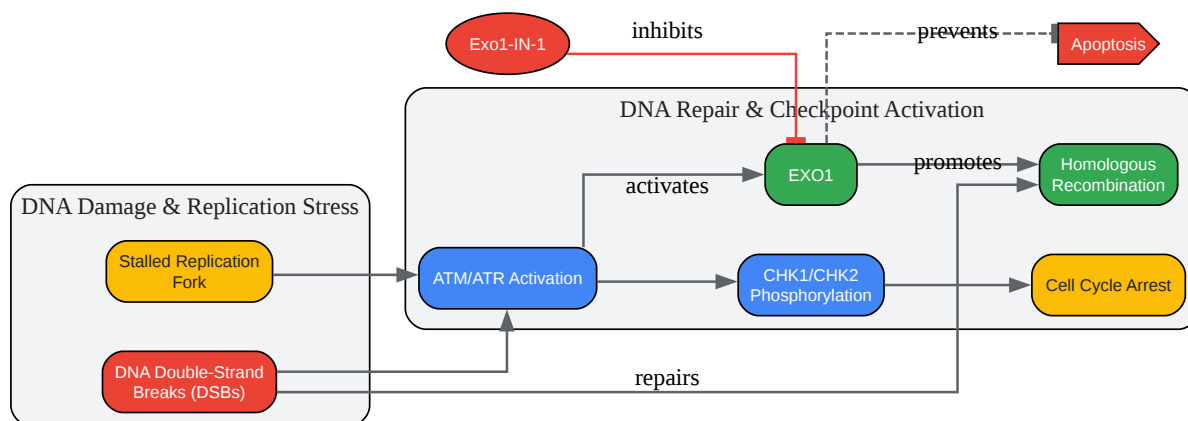 Exo1-IN-1
inhibits
prevents
Apoptosis
DNA Repair & Checkpoint Activation
EXO1
promotes
Homologous
Recombination
activates
DNA Damage & Replication Stress
Stalled Replication
Fork
ATM/ATR Activation
CHK1/CHK2
Phosphorylation
Cell Cycle Arrest
DNA Double-Strand
Breaks (DSBs)
repairs